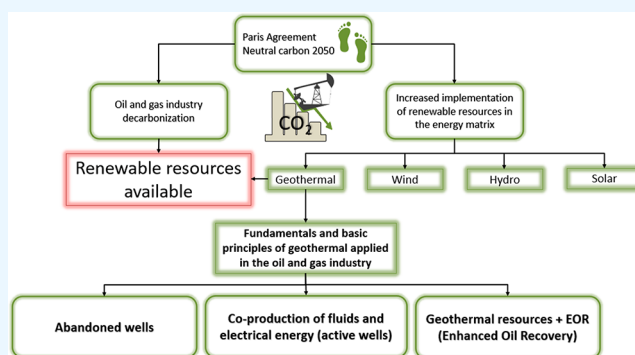 Paris Agreement
Neutral carbon 2050
Oil and gas industry
decarbonization
CO2
Increased implementation
of renewable resources in
the energy matrix
Renewable resources
available
Geothermal
Wind
Hydro
Solar
Fundamentals and basic
principles of geothermal applied
in the oil and gas industry
Abandoned wells
Co-production of fluids and
electrical energy (active wells)
Geothermal resources + EOR
(Enhanced Oil Recovery)